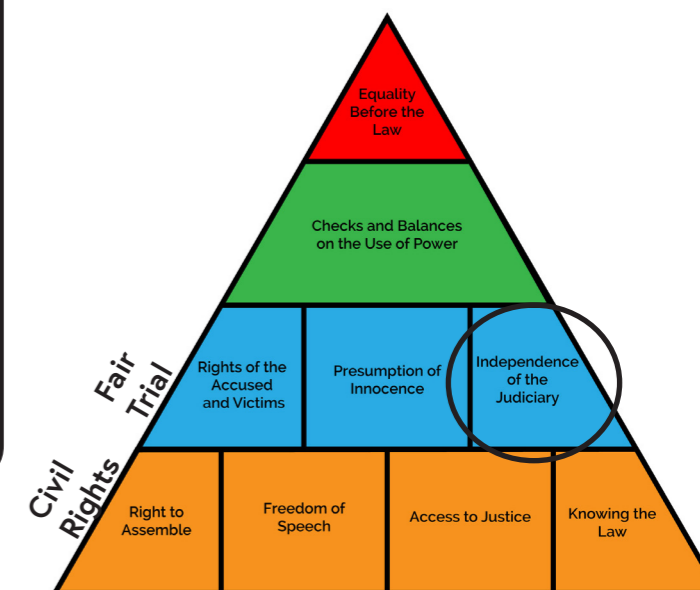 Equality
Before the
Law
Checks and Balances
on the Use of Power
Fair
Trial
Rights of the
Accused
and Victims
Presumption of
Innocence
Independence
of the
Judiciary
Civil
Rights
Right to
Assemble
Freedom of
Speech
Access to Justice
Knowing the
Law